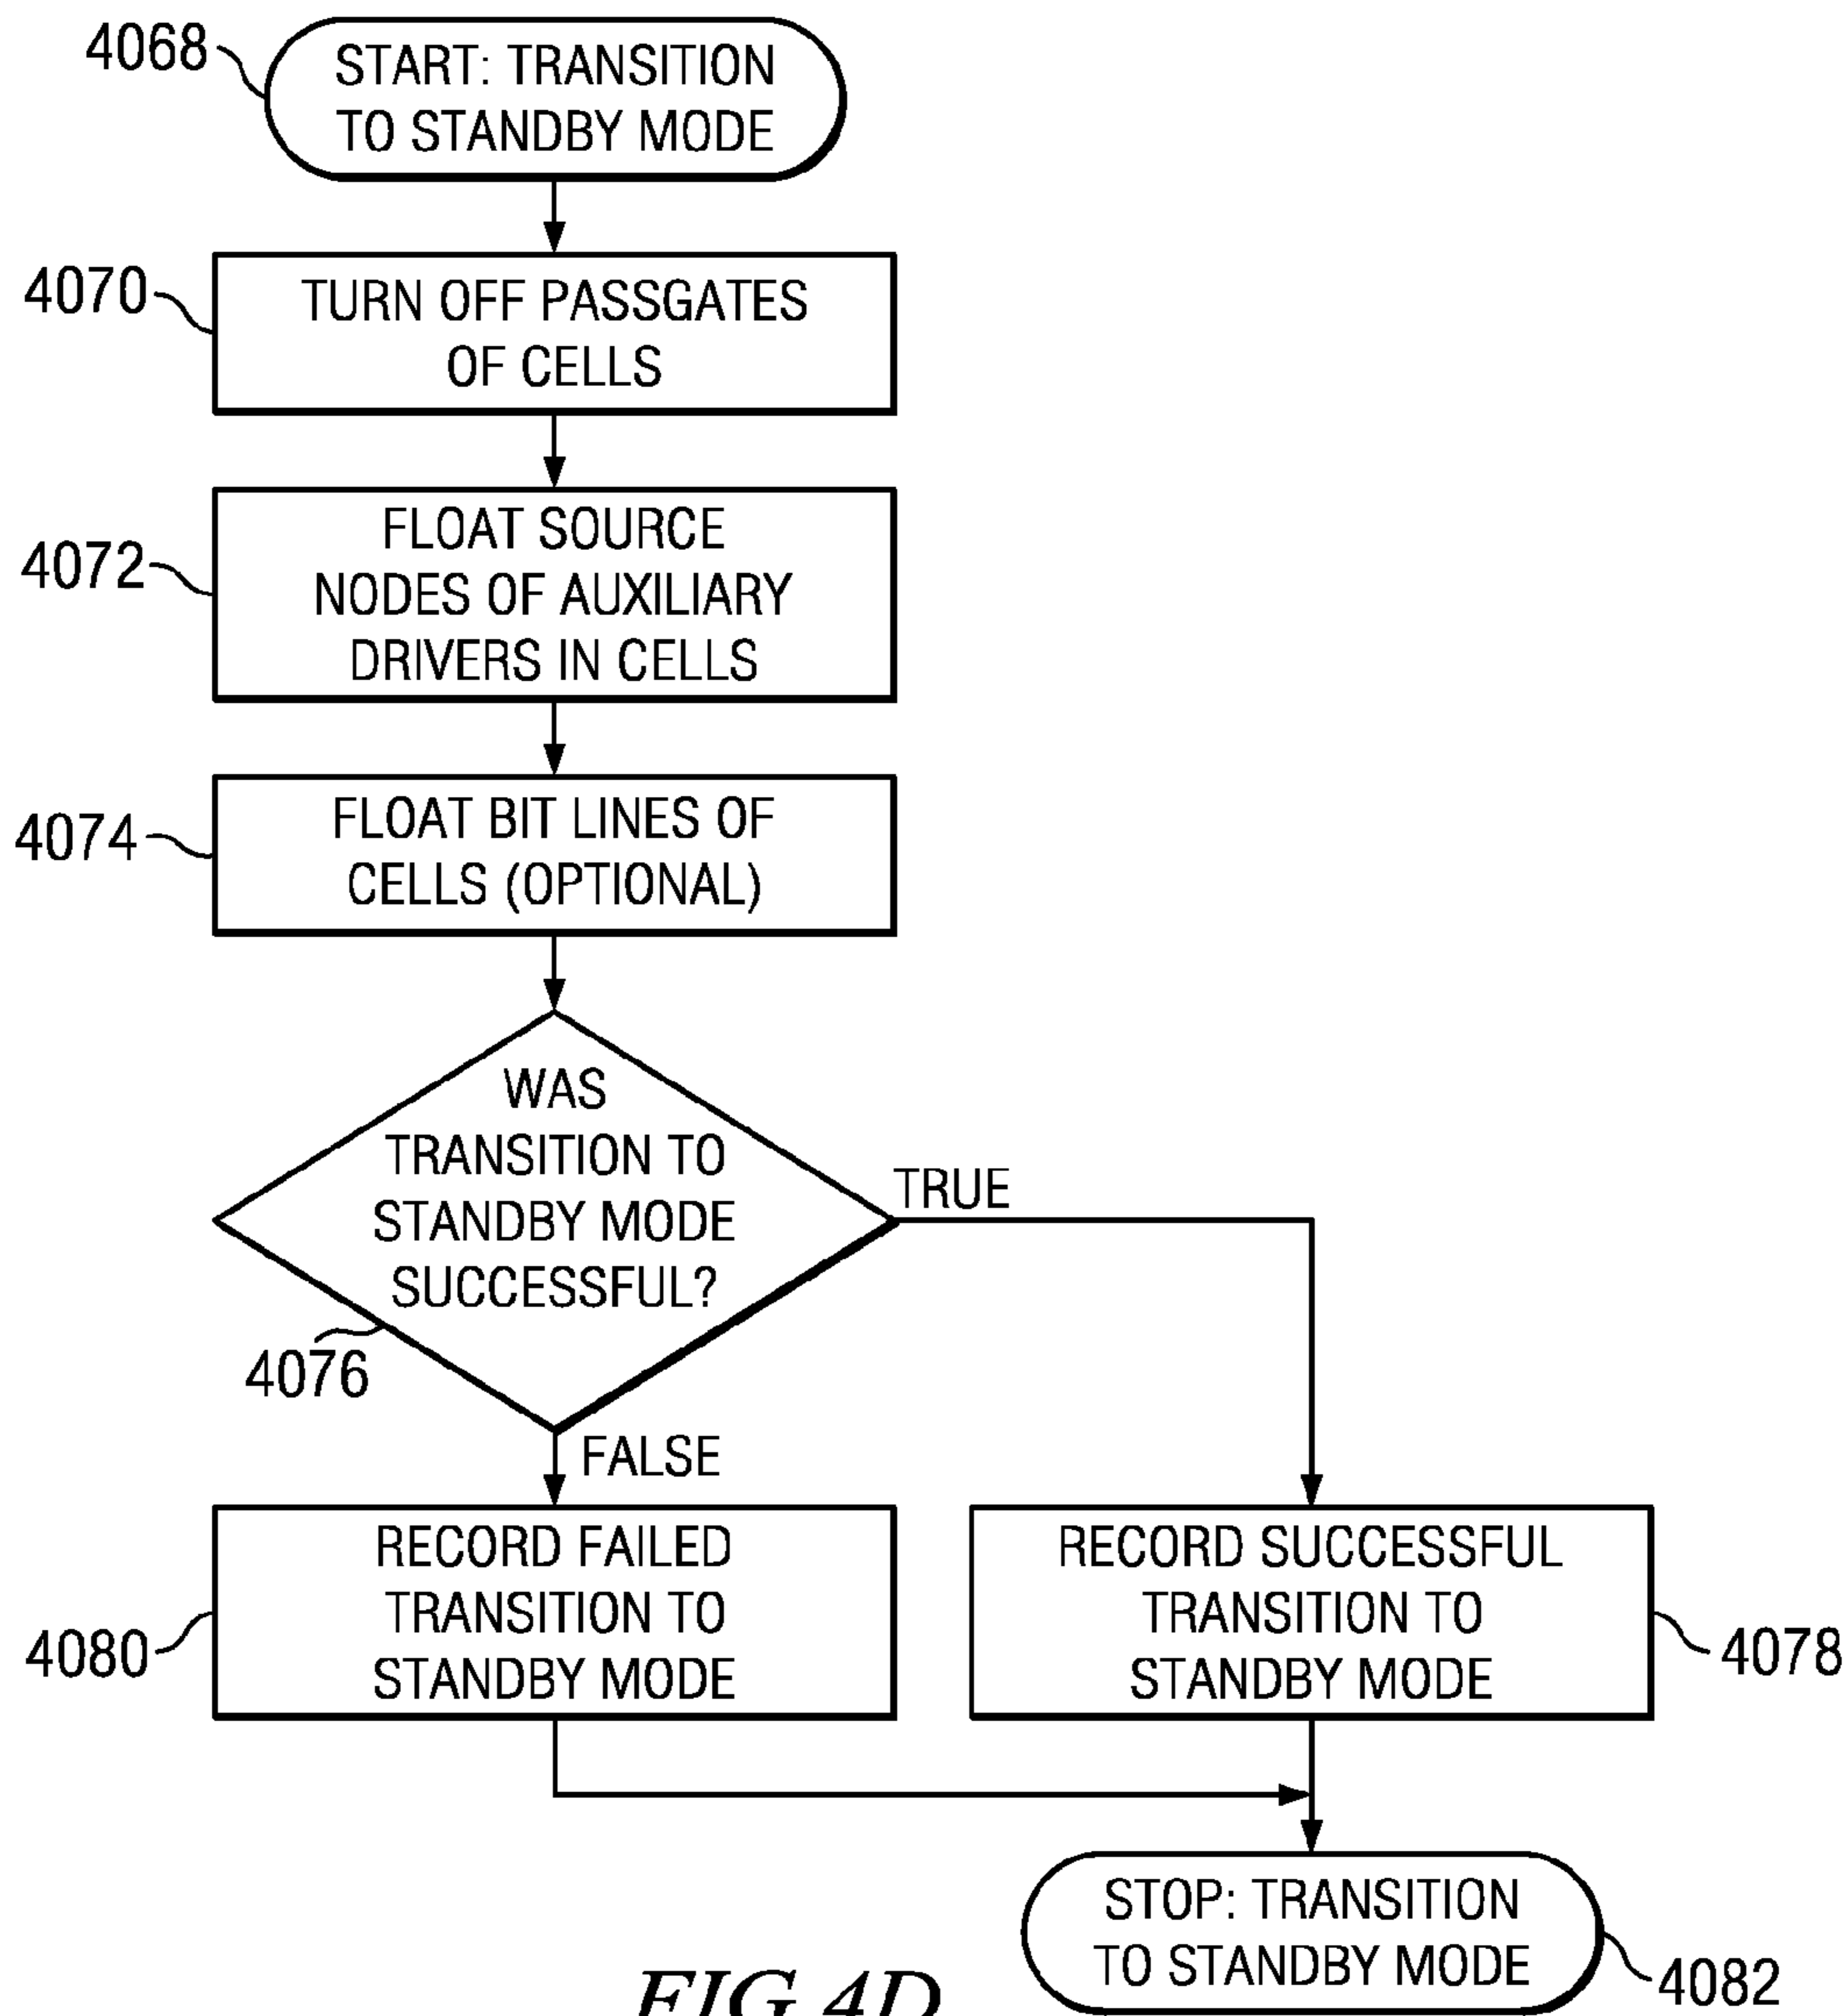 4068
START: TRANSITION
TO STANDBY MODE
4070
TURN OFF PASSGATES
OF CELLS
4072
FLOAT SOURCE
NODES OF AUXILIARY
DRIVERS IN CELLS
4074
FLOAT BIT LINES OF
CELLS (OPTIONAL)
WAS
TRANSITION TO
STANDBY MODE
SUCCESSFUL?
TRUE
4076
FALSE
RECORD FAILED
TRANSITION TO
STANDBY MODE
4080
RECORD SUCCESSFUL
TRANSITION TO
STANDBY MODE
4078
STOP: TRANSITION
TO STANDBY MODE
4082
FIG 4D